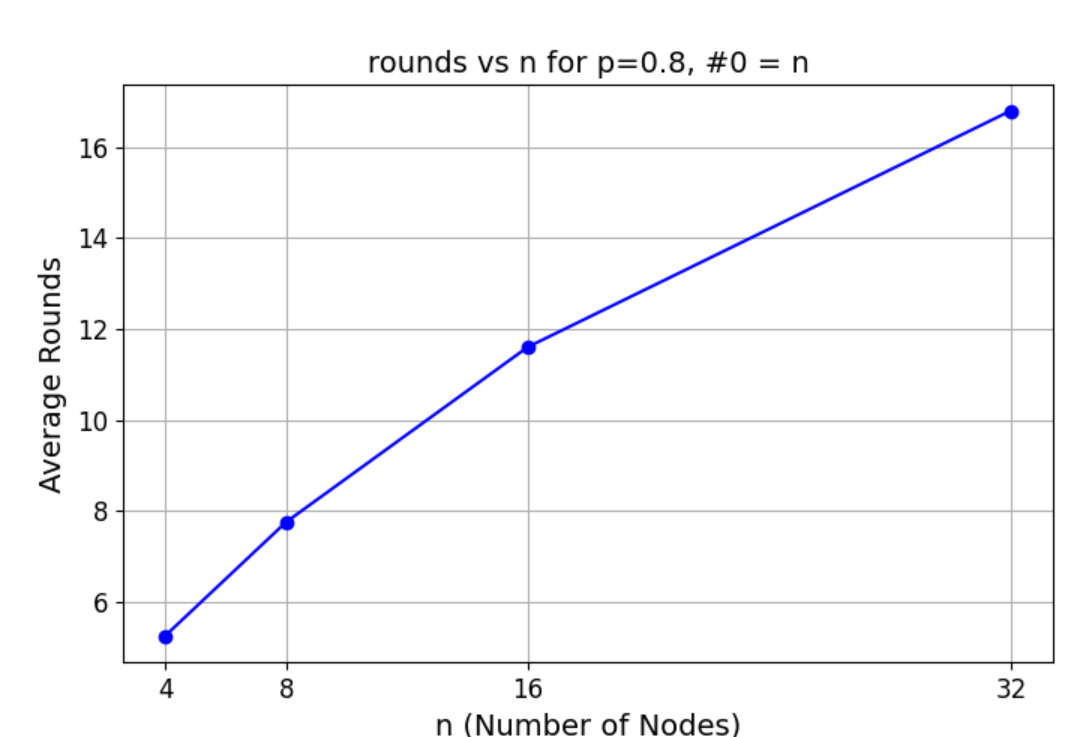 rounds vs n for p=0.8, #0 = n
16
14
12
10
8
6
Average Rounds
4 8 16 32
n (Number of Nodes)